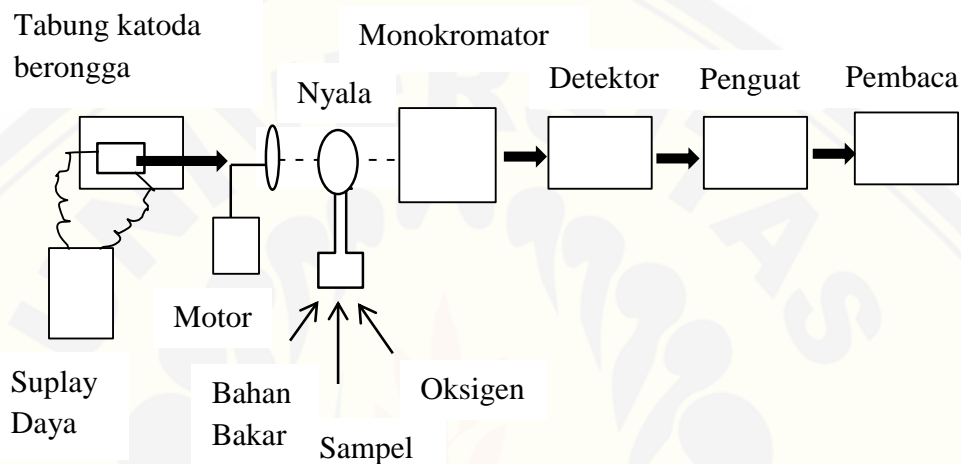 Tabung katoda
berongga
Monokromator
Nyala
Detektor
Penguat
Pembaca
Motor
Suplay
Daya
Bahan
Bakar
Sampel
Oksigen